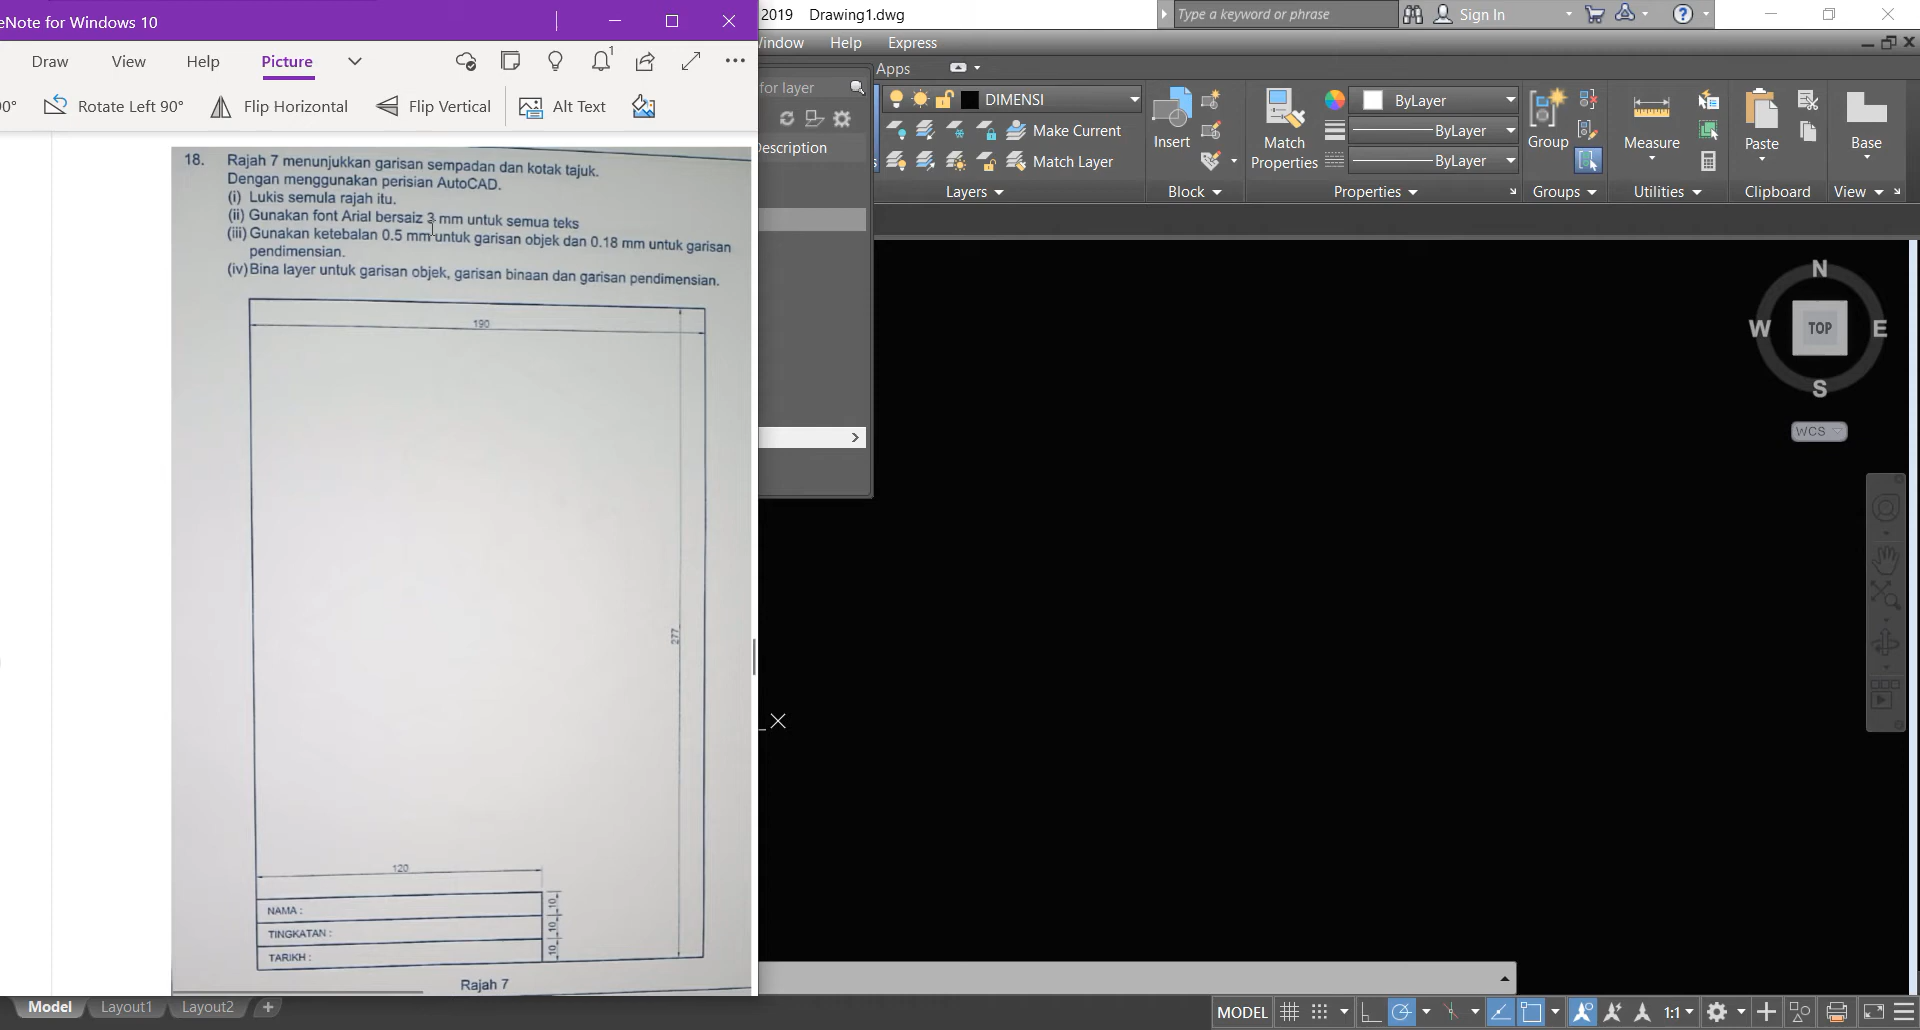 eNote for Windows 10
2019 Drawing1.dwg
Type a keyword or phrase
Sign In
Window Help Express
Draw View Help Picture
Apps
for layer
DIMENSI
ByLayer
90° Rotate Left 90° Flip Horizontal Flip Vertical Alt Text
Make Current
ByLayer
Insert
Match Properties
Group
Measure
Paste
Base
Description
Match Layer
ByLayer
Layers Block Properties Groups Utilities Clipboard View
18. Rajah 7 menunjukkan garisan sempadan dan kotak tajuk.
Dengan menggunakan perisian AutoCAD.
(i) Lukis semula rajah itu.
(ii) Gunakan font Arial bersaiz 3 mm untuk semua teks
(iii) Gunakan ketebalan 0.5 mm untuk garisan objek dan 0.18 mm untuk garisan
pendimensian.
(iv) Bina layer untuk garisan objek, garisan binaan dan garisan pendimensian.
190
277
120
NAMA :
10
TINGKATAN :
10
TARIKH :
10
Rajah 7
N
W TOP E
S
WCS
Model Layout1 Layout2 +
MODEL
1:1